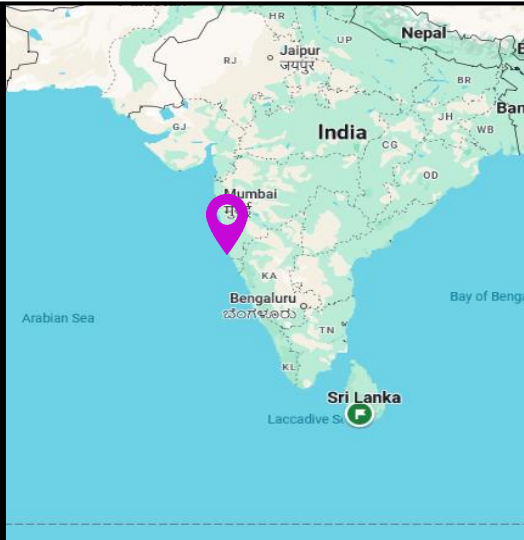 HR
UP
Nepal
Jaipur
जयपुर
RJ
BR
Ban
GJ
India
JH
WB
CG
OD
Mumbai
KA
Bengaluru
ಬೆಂಗಳೂರು
Bay of Beng
Arabian Sea
TN
KL
Sri Lanka
Laccadive S